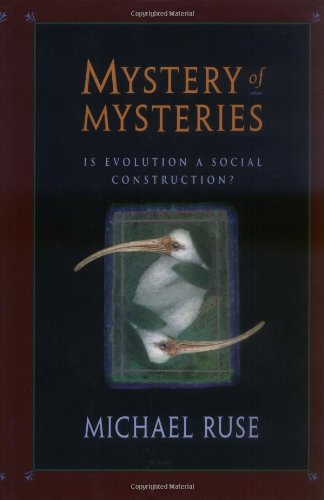 MYSTERY of
MYSTERIES
IS EVOLUTION A SOCIAL
CONSTRUCTION?
MICHAEL RUSE